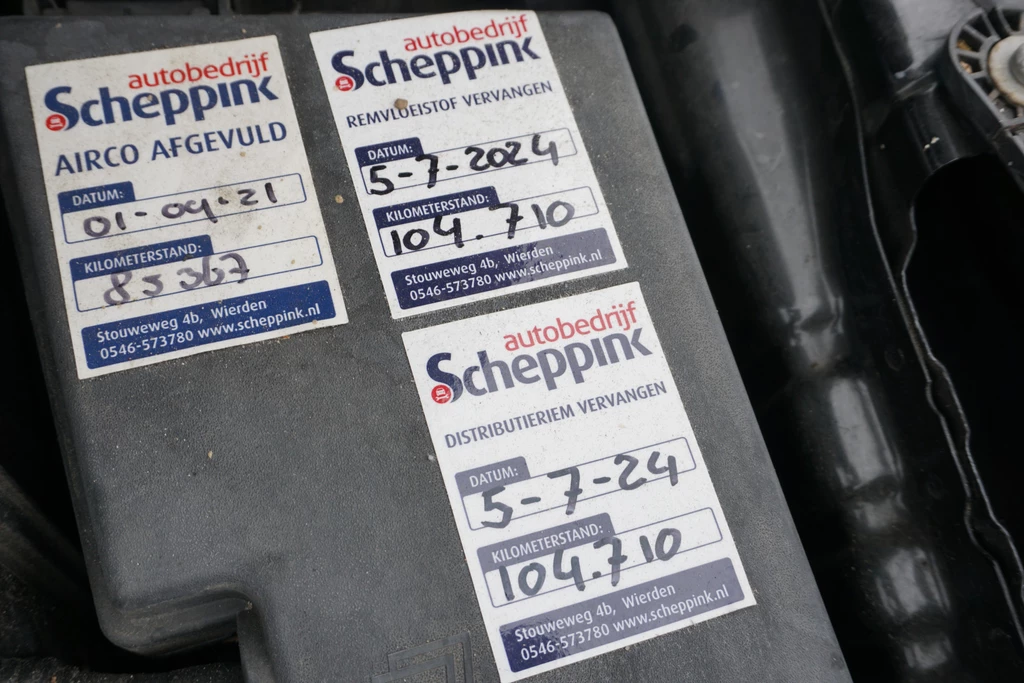 autobedrijf
Scheppink
AIRCO AFGEVULD
DATUM:
01-09-21
KILOMETERSTAND:
85367
Stouweweg 4b, Wierden
0546-573780 www.scheppink.nl
autobedrijf
Scheppink
REMVLOEISTOF VERVANGEN
DATUM:
5-7-2024
KILOMETERSTAND:
104.710
Stouweweg 4b, Wierden
0546-573780 www.scheppink.nl
autobedrijf
Scheppink
DISTRIBUTIERIEM VERVANGEN
DATUM:
5-7-24
KILOMETERSTAND:
104.710
Stouweweg 4b, Wierden
0546-573780 www.scheppink.nl